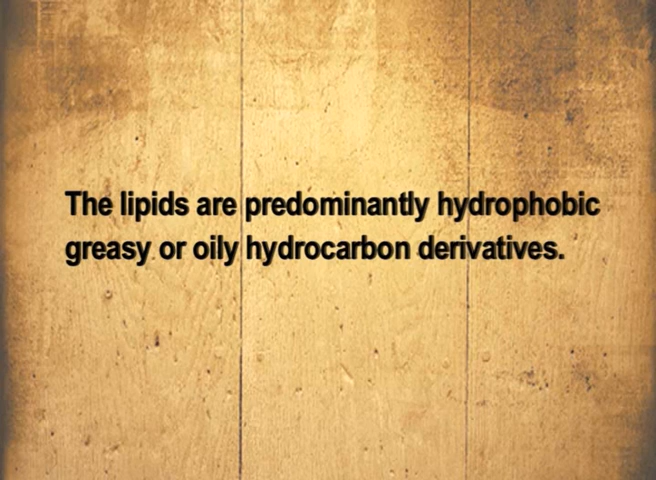 The lipids are predominantly hydrophobic
greasy or oily hydrocarbon derivatives.